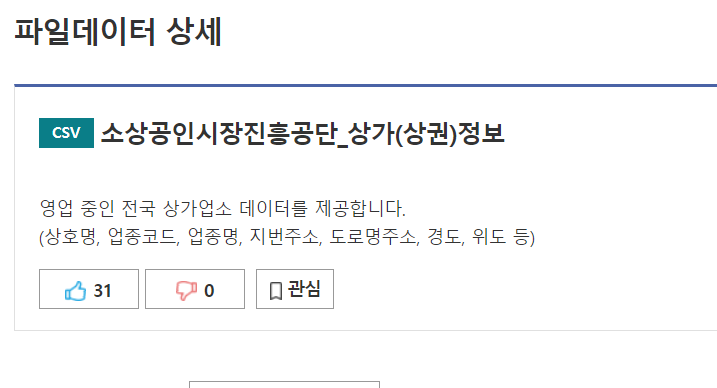 파일데이터 상세
CSV 소상공인시장진흥공단_상가(상권)정보
영업 중인 전국 상가업소 데이터를 제공합니다.
(상호명, 업종코드, 업종명, 지번주소, 도로명주소, 경도, 위도 등)
31 0 관심